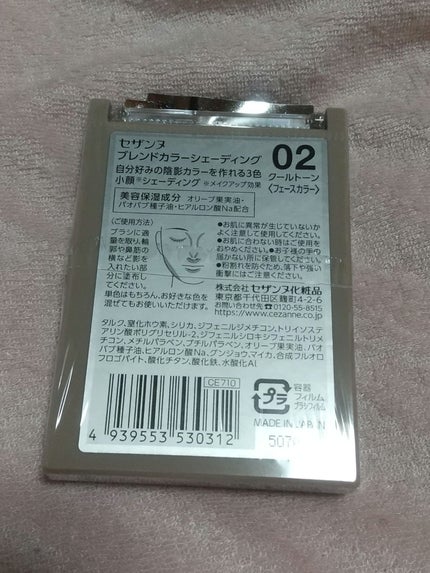 セザンヌ
ブレンドカラーシェーディング
自分好みの陰影カラーを作れる3色
小顔※シェーディング ※メイクアップ効果
02
クールトーン
〈フェースカラー〉
美容保湿成分 オリーブ果実油・
バオバブ種子油・ヒアルロン酸Na配合
〈ご使用方法〉
ブラシに適
量を取り、輪
郭や鼻筋の
横など影を
入れたい部
分に塗布し
てください。
単色はもちろん、お好きな色を
混ぜてもお使いいただけます。
●お肌に異常が生じていないか
よく注意して使用してください。
●お肌に合わない時はご使用を
おやめください。●お子様の手の
届かない所に保管してください。
●粉割れを防ぐため、落下や強い
衝撃にはご注意ください。
株式会社セザンヌ化粧品
東京都千代田区麹町4-2-6
お問い合わせ先 0120-55-8515
https://www.cezanne.co.jp
タルク、窒化ホウ素、シリカ、ジフェニルジメチコン、トリイソステ
アリン酸ポリグリセリル-2、ジフェニルシロキシフェニルトリメ
チコン、メチルパラベン、ブチルパラベン、オリーブ果実油、バオ
バブ種子油、ヒアルロン酸Na、グンジョウ、マイカ、合成フルオロ
フロゴパイト、酸化チタン、酸化鉄、水酸化Al
CE710
4 939553 530312
プラ
容器
フィルム
ブラシフィルム
MADE IN JAPAN
507